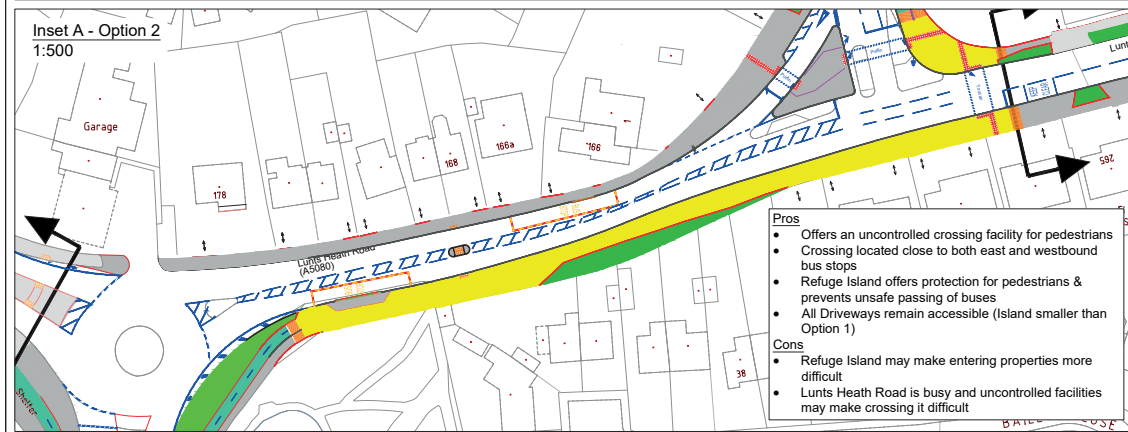 Inset A - Option 2
1:500
Garage
178
168
166a
166
Lunts Heath Road
(A5080)
Shelter
38
265
Pros
• Offers an uncontrolled crossing facility for pedestrians
• Crossing located close to both east and westbound
bus stops
• Refuge Island offers protection for pedestrians &
prevents unsafe passing of buses
• All Driveways remain accessible (Island smaller than
Option 1)
Cons
• Refuge Island may make entering properties more
difficult
• Lunts Heath Road is busy and uncontrolled facilities
may make crossing it difficult